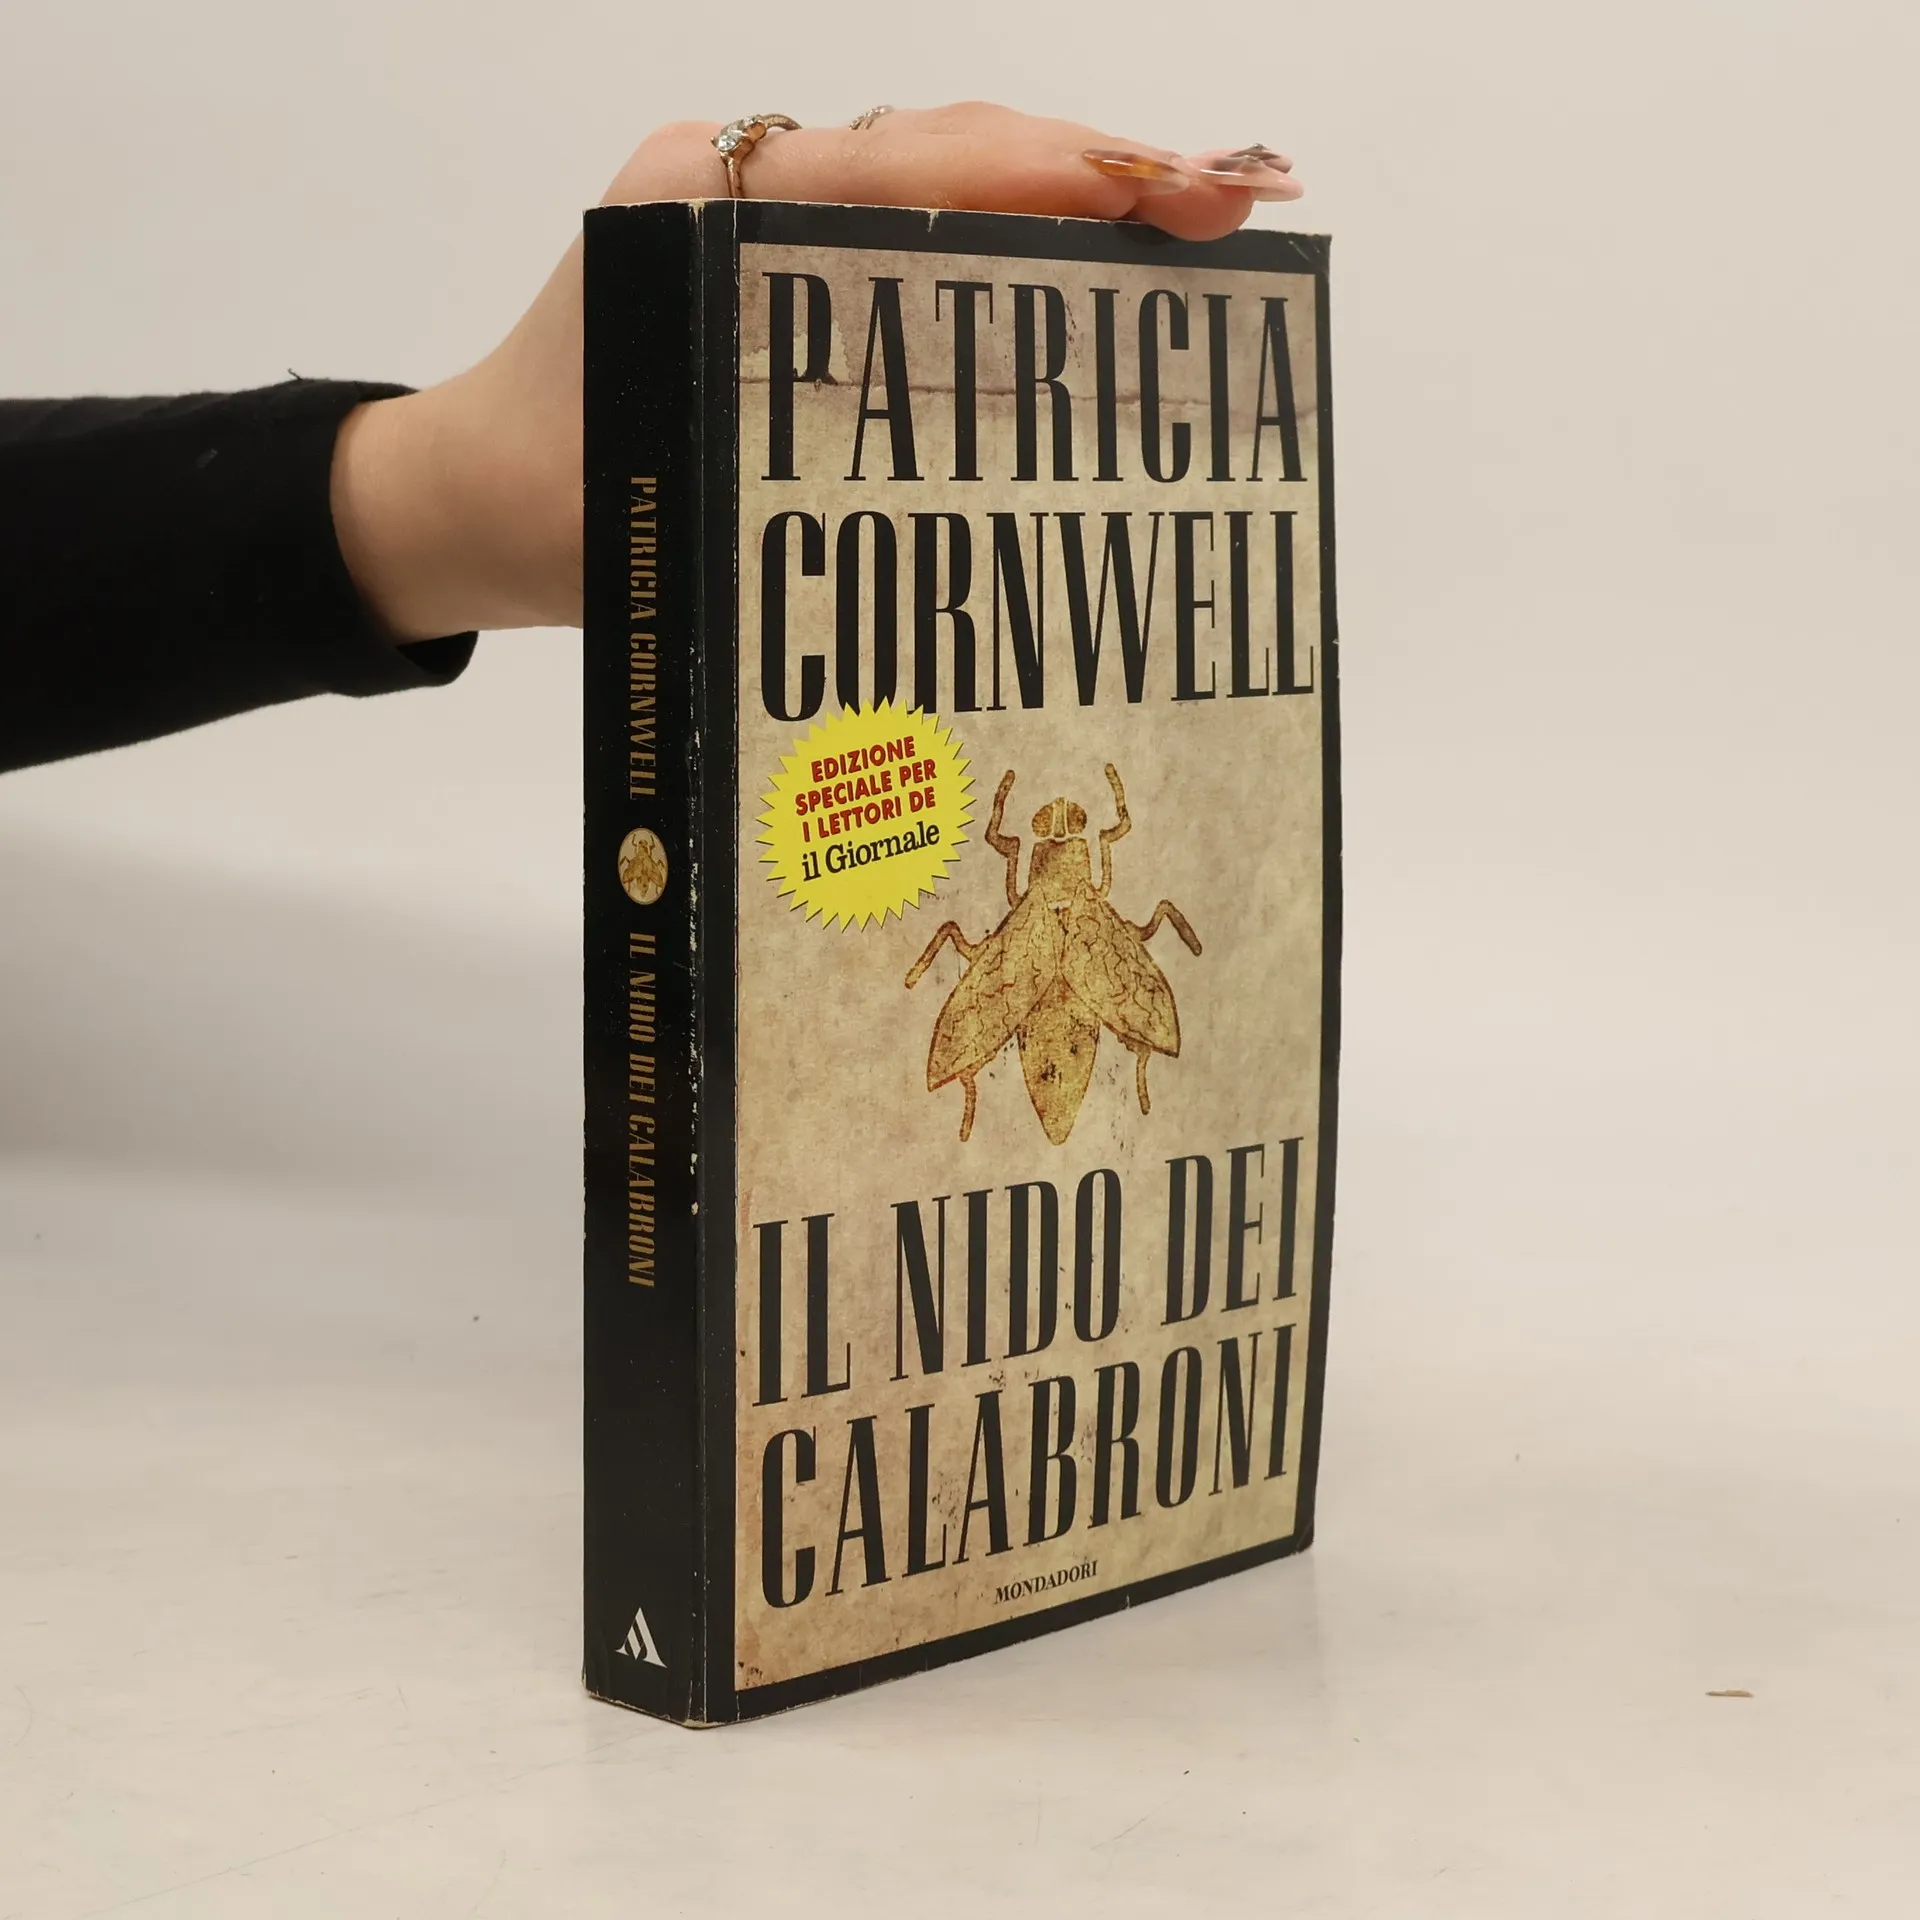 PATRICIA CORNWELL IL NIDO DEI CALABRONI
PATRICIA
CORNWELL
EDIZIONE
SPECIALE PER
I LETTORI DE
il Giornale
IL NIDO DEI
CALABRONI
MONDADORI